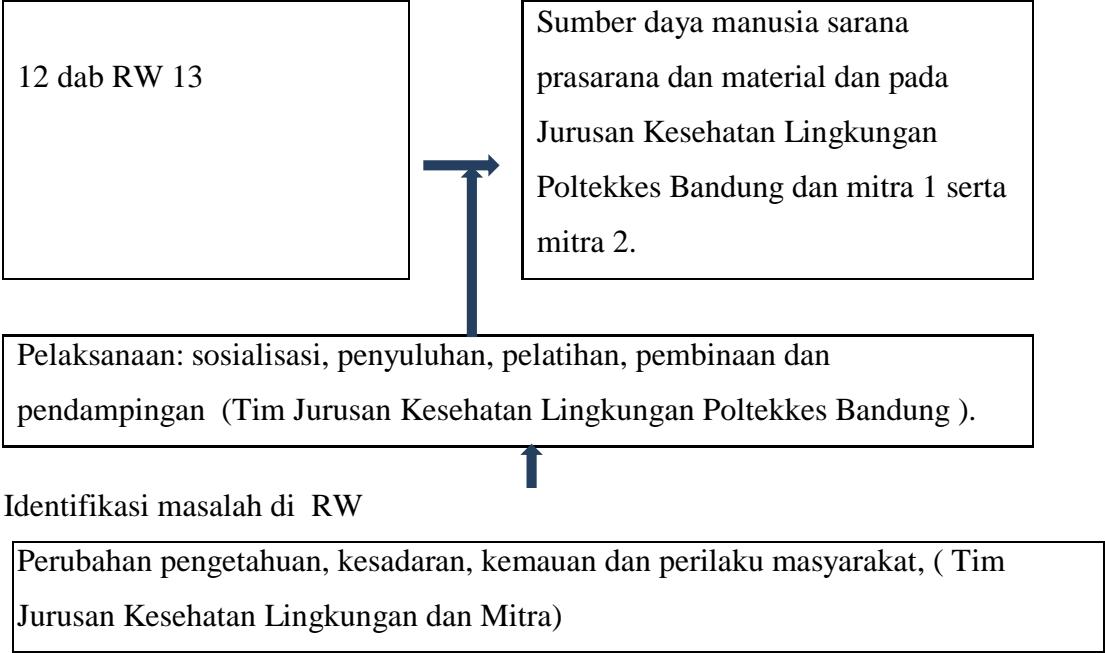 12 dab RW 13
Sumber daya manusia sarana
prasarana dan material dan pada
Jurusan Kesehatan Lingkungan
Poltekkes Bandung dan mitra 1 serta
mitra 2.
Pelaksanaan: sosialisasi, penyuluhan, pelatihan, pembinaan dan
pendampingan (Tim Jurusan Kesehatan Lingkungan Poltekkes Bandung ).
Identifikasi masalah di RW
Perubahan pengetahuan, kesadaran, kemauan dan perilaku masyarakat, ( Tim
Jurusan Kesehatan Lingkungan dan Mitra)